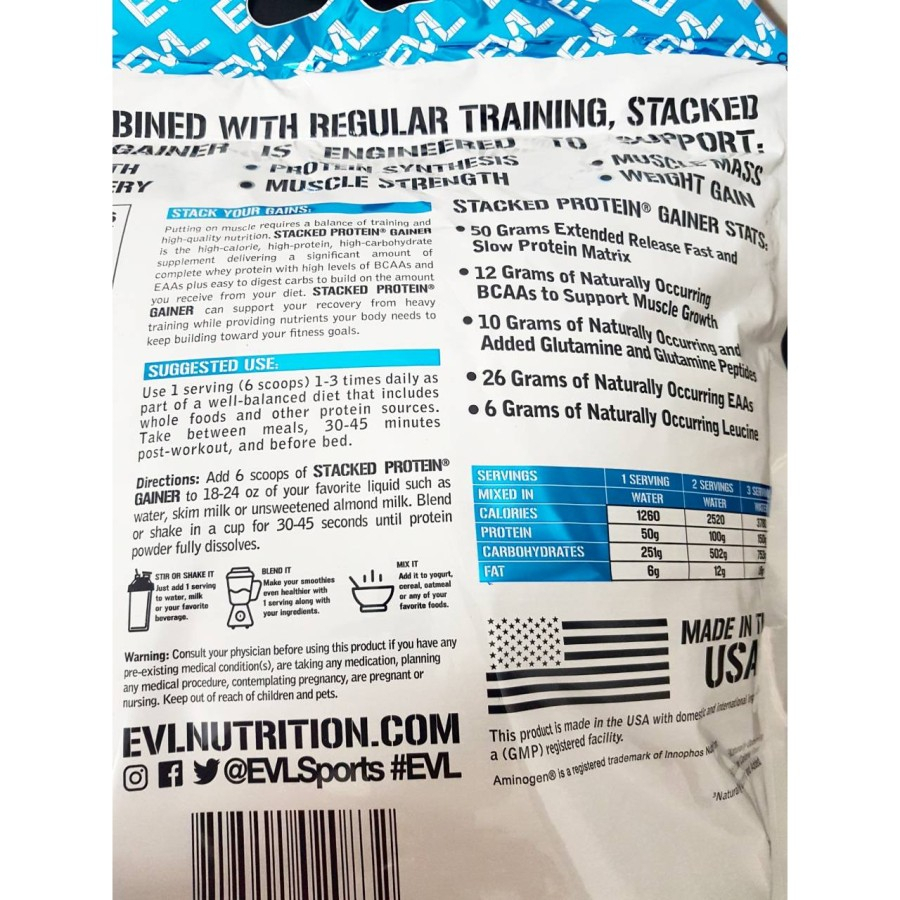 EVL EVL EVL EVL EVL
BINED WITH REGULAR TRAINING, STACKED
GAINER IS ENGINEERED TO SUPPORT:
TH • PROTEIN SYNTHESIS • MUSCLE MASS
ERY • MUSCLE STRENGTH • WEIGHT GAIN
STACK YOUR GAINS:
Putting on muscle requires a balance of training and
high-quality nutrition. STACKED PROTEIN® GAINER
is the high-calorie, high-protein, high-carbohydrate
supplement delivering a significant amount of
complete whey protein with high levels of BCAAs and
EAAs plus easy to digest carbs to build on the amount
you receive from your diet. STACKED PROTEIN®
GAINER can support your recovery from heavy
training while providing nutrients your body needs to
keep building toward your fitness goals.
SUGGESTED USE:
Use 1 serving (6 scoops) 1-3 times daily as
part of a well-balanced diet that includes
whole foods and other protein sources.
Take between meals, 30-45 minutes
post-workout, and before bed.
Directions: Add 6 scoops of STACKED PROTEIN®
GAINER to 18-24 oz of your favorite liquid such as
water, skim milk or unsweetened almond milk. Blend
or shake in a cup for 30-45 seconds until protein
powder fully dissolves.
STIR OR SHAKE IT
Just add 1 serving
to water, milk
or your favorite
beverage.
BLEND IT
Make your smoothies
even healthier with
1 serving along with
your ingredients.
MIX IT
Add it to yogurt,
cereal, oatmeal
or any of your
favorite foods.
Warning: Consult your physician before using this product if you have any
pre-existing medical condition(s), are taking any medication, planning
any medical procedure, contemplating pregnancy, are pregnant or
nursing. Keep out of reach of children and pets.
EVLNUTRITION.COM
@EVLSports #EVL
STACKED PROTEIN® GAINER STATS:
• 50 Grams Extended Release Fast and
Slow Protein Matrix
• 12 Grams of Naturally Occurring
BCAAs to Support Muscle Growth
• 10 Grams of Naturally Occurring and
Added Glutamine and Glutamine Peptides
• 26 Grams of Naturally Occurring EAAs
• 6 Grams of Naturally Occurring Leucine
SERVINGS 1 SERVING 2 SERVINGS 3 SER
MIXED IN WATER WATER
CALORIES 1260 2520
PROTEIN 50g 100g
CARBOHYDRATES 251g 502g
FAT 6g 12g
MADE IN T
USA
This product is made in the USA with domestic and international
a (GMP) registered facility.
Aminogen® is a registered trademark of Innophos